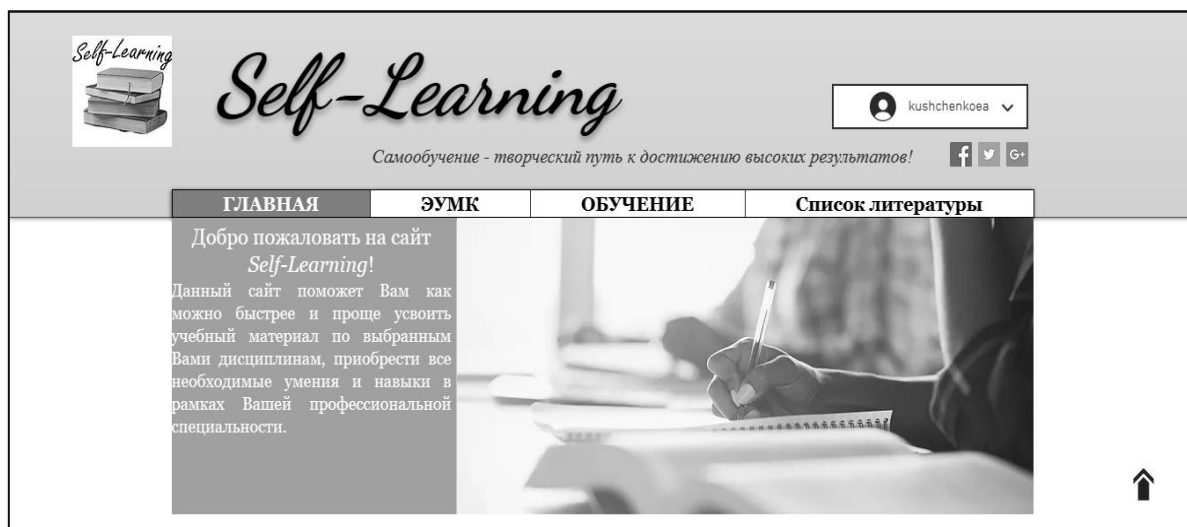 Self-Learning
Self-Learning
kushchenkoea
Самообучение - творческий путь к достижению высоких результатов!
f G+
ГЛАВНАЯ ЭУМК ОБУЧЕНИЕ Список литературы
Добро пожаловать на сайт
Self-Learning!
Данный сайт поможет Вам как
можно быстрее и проще усвоить
учебный материал по выбранным
Вами дисциплинам, приобрести все
необходимые умения и навыки в
рамках Вашей профессиональной
специальности.